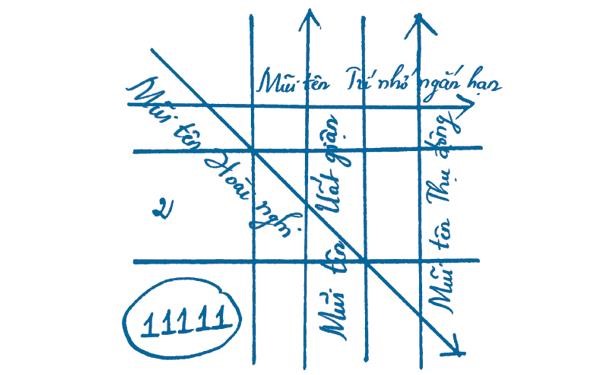 Mũi tên Trí nhớ ngắn hạn
Mũi tên Hoài nghi
Mũi tên Uất giận
Mũi tên Thụ động
2
11111